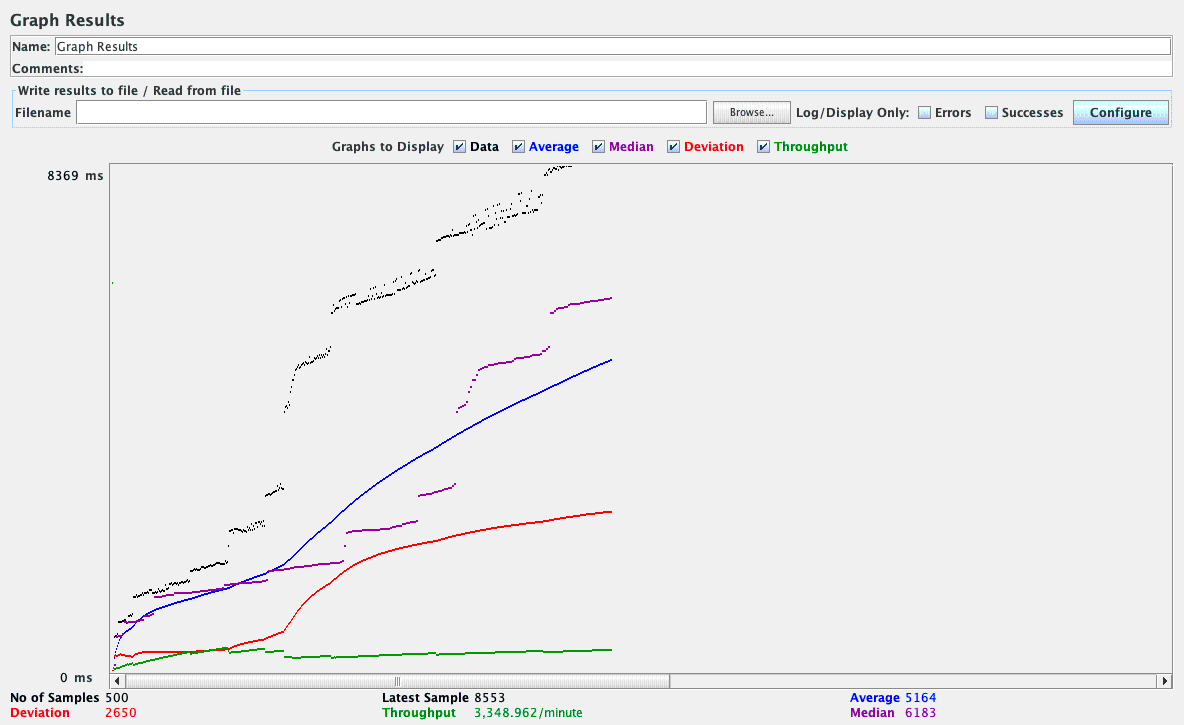 Graph Results
Name: Graph Results
Comments:
Write results to file / Read from file
Filename Browse... Log/Display Only: Errors Successes Configure
Graphs to Display Data Average Median Deviation Throughput
8369 ms
0 ms
No of Samples 500 Latest Sample 8553 Average 5164
Deviation 2650 Throughput 3,348.962/minute Median 6183